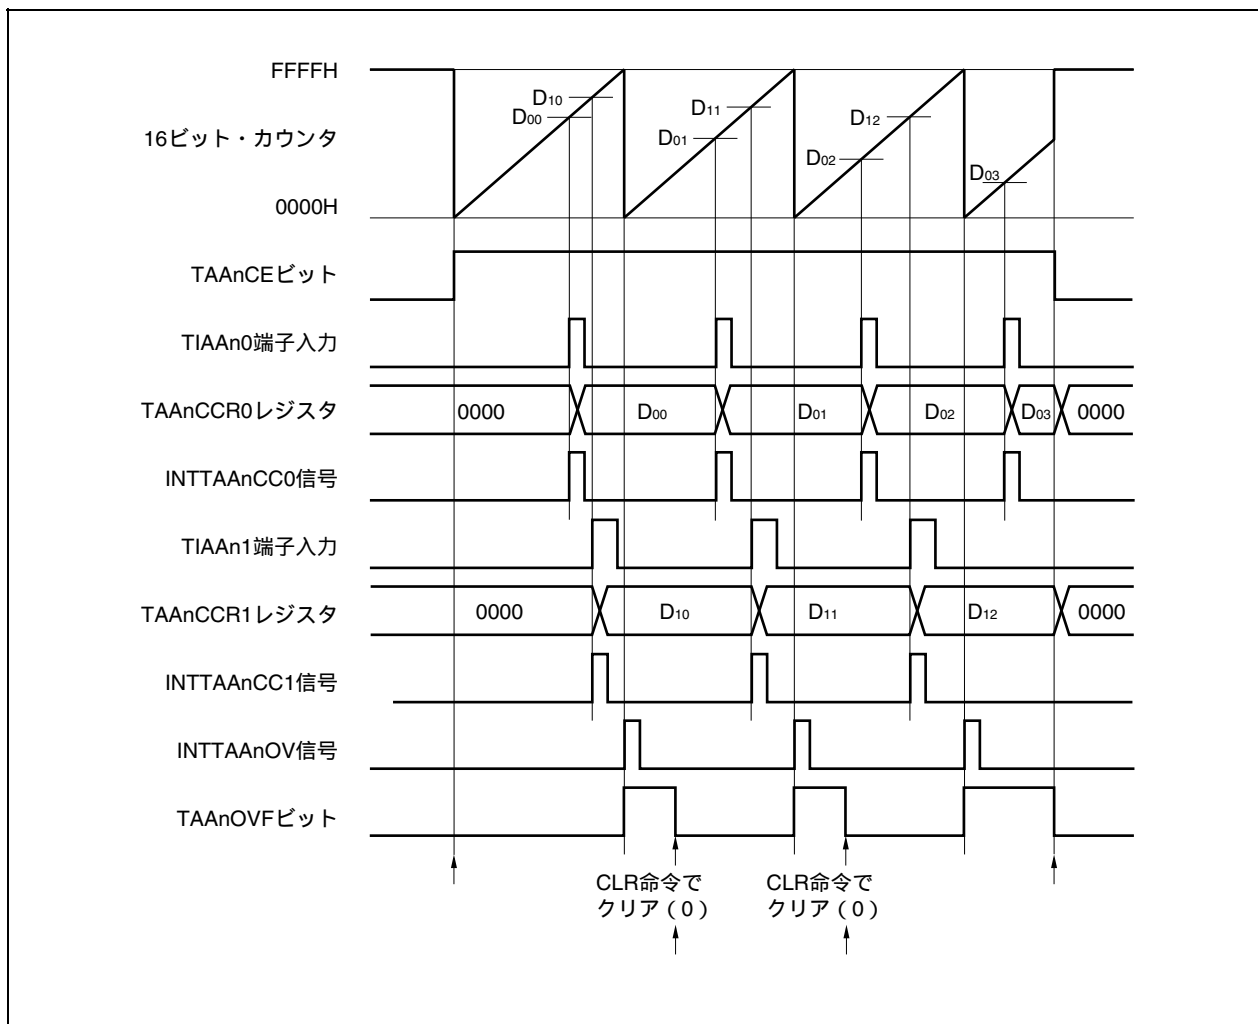 FFFFH
D10
D00
D11
D01
D12
D02
D03
16ビット・カウンタ
0000H
TAAnCEビット
TIAAn0端子入力
TAAnCCR0レジスタ
0000 D00 D01 D02 D03 0000
INTTAAnCC0信号
TIAAn1端子入力
TAAnCCR1レジスタ
0000 D10 D11 D12 0000
INTTAAnCC1信号
INTTAAnOV信号
TAAnOVFビット
CLR命令で
クリア（0）
CLR命令で
クリア（0）